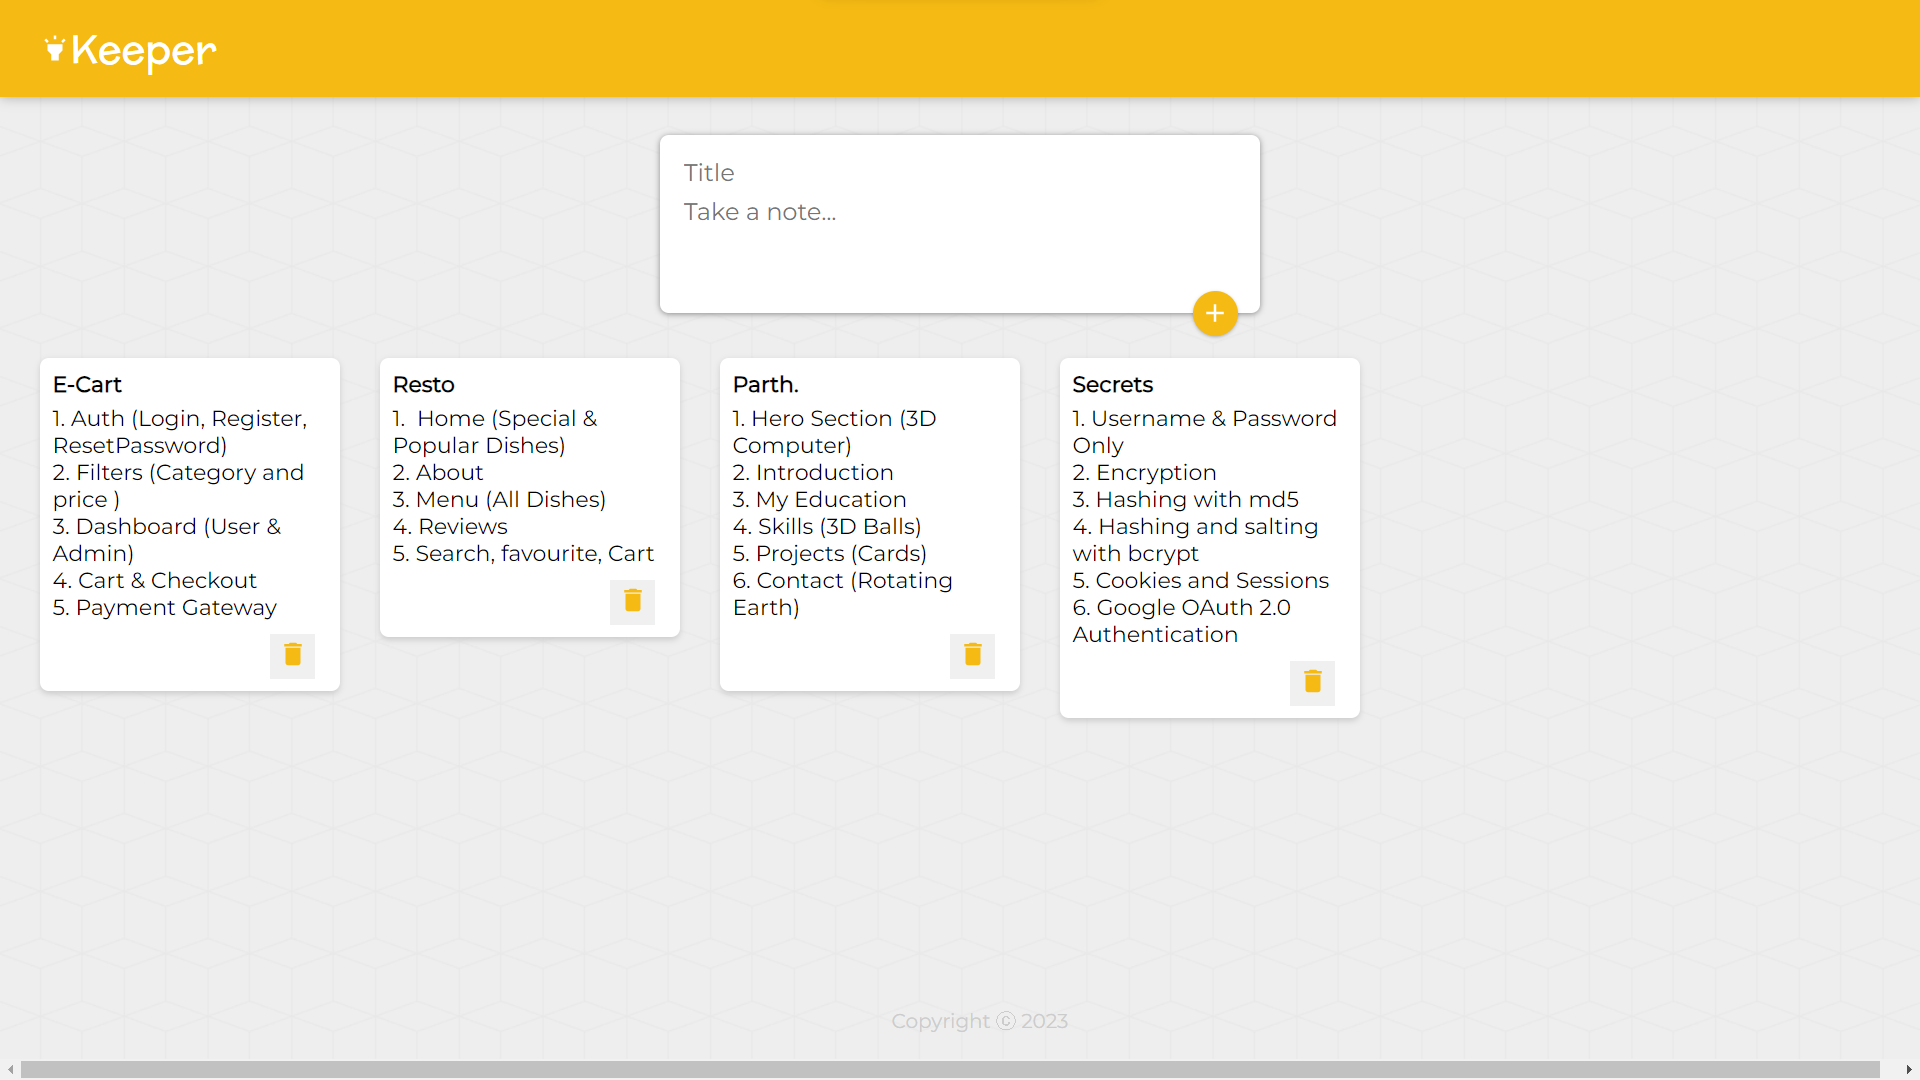 Keeper
Title
Take a note...
E-Cart
1. Auth (Login, Register,
ResetPassword)
2. Filters (Category and
price )
3. Dashboard (User &
Admin)
4. Cart & Checkout
5. Payment Gateway
Resto
1.  Home (Special &
Popular Dishes)
2. About
3. Menu (All Dishes)
4. Reviews
5. Search, favourite, Cart
Parth.
1. Hero Section (3D
Computer)
2. Introduction
3. My Education
4. Skills (3D Balls)
5. Projects (Cards)
6. Contact (Rotating
Earth)
Secrets
1. Username & Password
Only
2. Encryption
3. Hashing with md5
4. Hashing and salting
with bcrypt
5. Cookies and Sessions
6. Google OAuth 2.0
Authentication
Copyright ⓒ 2023